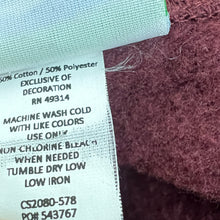 50% Cotton / 50% Polyester
EXCLUSIVE OF
DECORATION
RN 49314
MACHINE WASH COLD
WITH LIKE COLORS
USE ONLY
NON-CHLORINE BLEACH
WHEN NEEDED
TUMBLE DRY LOW
LOW IRON
CS2080-578
PO# 543767